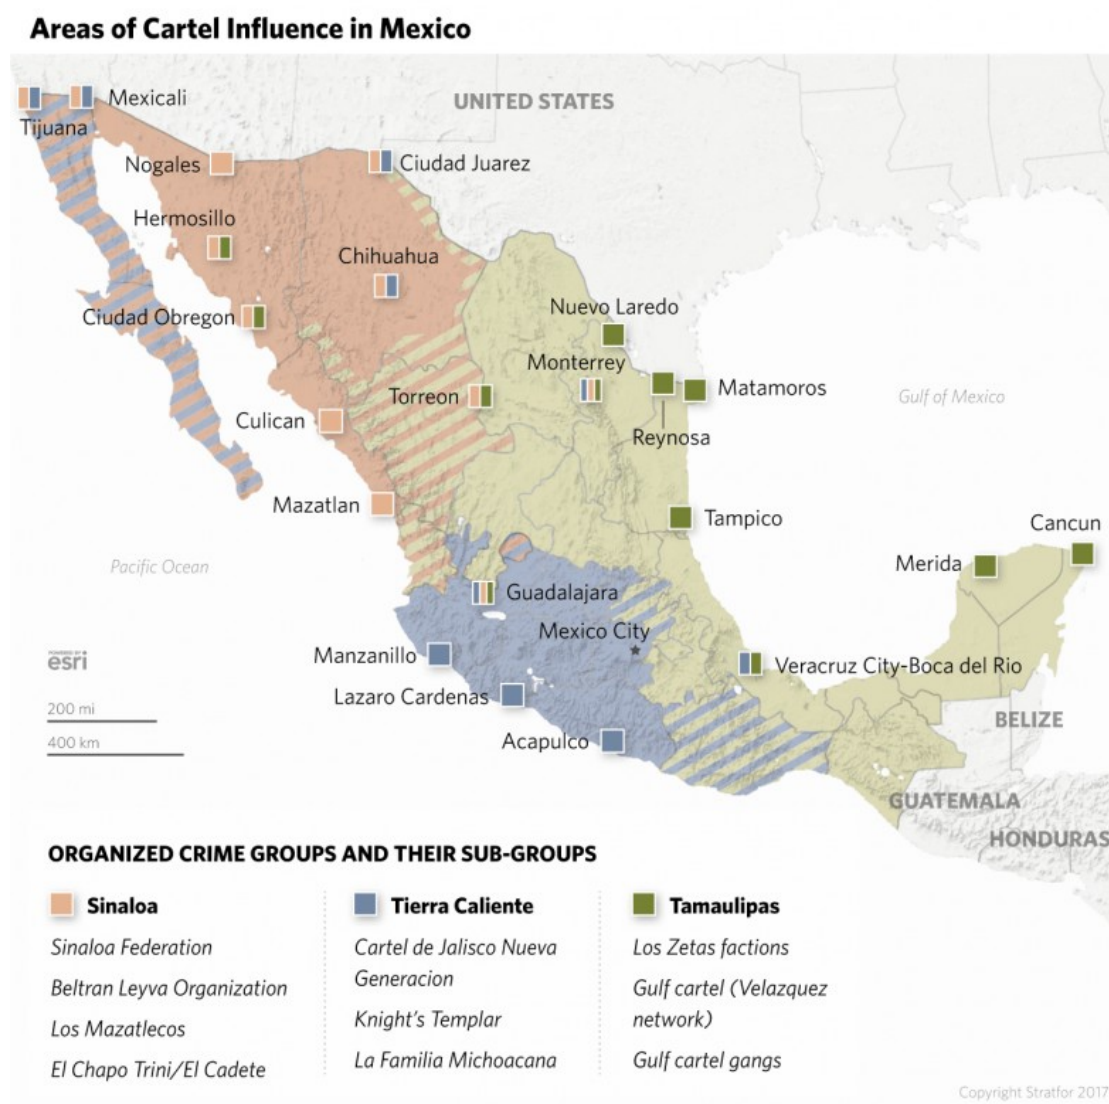 Areas of Cartel Influence in Mexico
UNITED STATES
Mexicali
Tijuana
Nogales
Ciudad Juarez
Hermosillo
Chihuahua
Nuevo Laredo
Ciudad Obregon
Monterrey
Torreon
Matamoros
Gulf of Mexico
Culican
Reynosa
Mazatlan
Tampico
Cancun
Merida
Pacific Ocean
Guadalajara
Mexico City
POWERED BY
esri
Manzanillo
Veracruz City-Boca del Rio
Lazaro Cardenas
200 mi
BELIZE
400 km
Acapulco
GUATEMALA
HONDURAS
ORGANIZED CRIME GROUPS AND THEIR SUB-GROUPS
Sinaloa
Sinaloa Federation
Beltran Leyva Organization
Los Mazatlecos
El Chapo Trini/El Cadete
Tierra Caliente
Cartel de Jalisco Nueva
Generacion
Knight's Templar
La Familia Michoacana
Tamaulipas
Los Zetas factions
Gulf cartel (Velazquez
network)
Gulf cartel gangs
Copyright Stratfor 2017